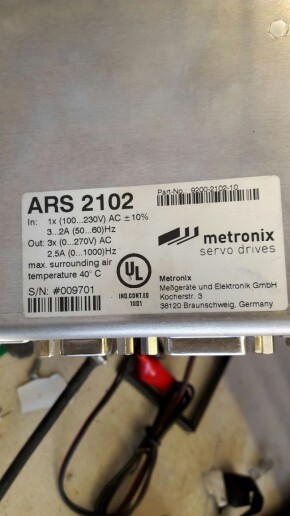 ARS 2102
Part-No.: 9200-2102-10
In: 1x (100...230V) AC ±10%
3...2A (50...60)Hz
Out: 3x (0...270V) AC
2.5A (0...1000)Hz
max. surrounding air
temperature 40°C
S/N: #009701
metronix
servo drives
UL
IND.CONT.EQ
1UD1
Metronix
Meßgeräte und Elektronik GmbH
Kocherstr. 3
38120 Braunschweig, Germany